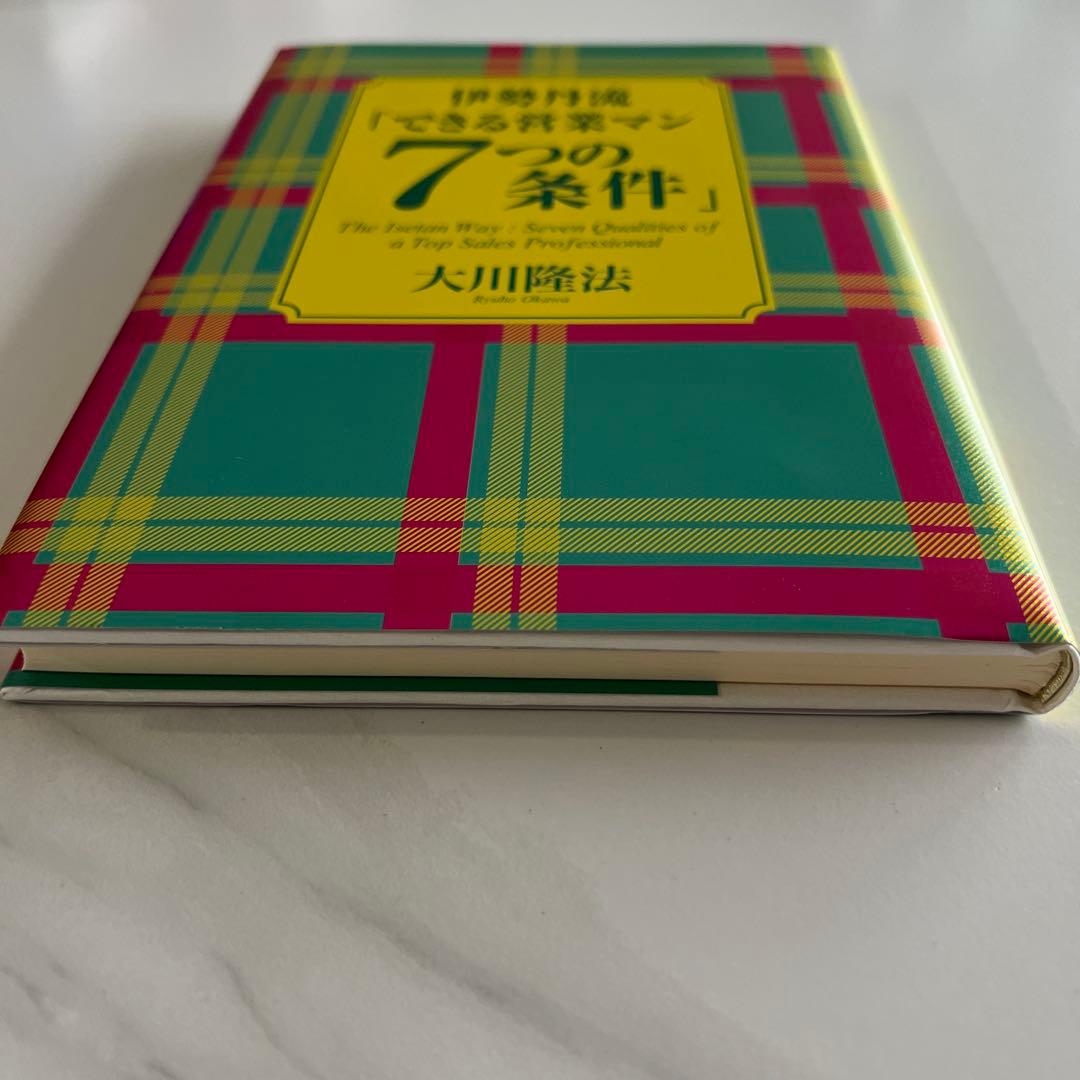 伊勢丹流
「できる営業マン
7つの
条件」
The Isetan Way : Seven Qualities of
a Top Sales Professional
大川隆法
Ryuho Okawa